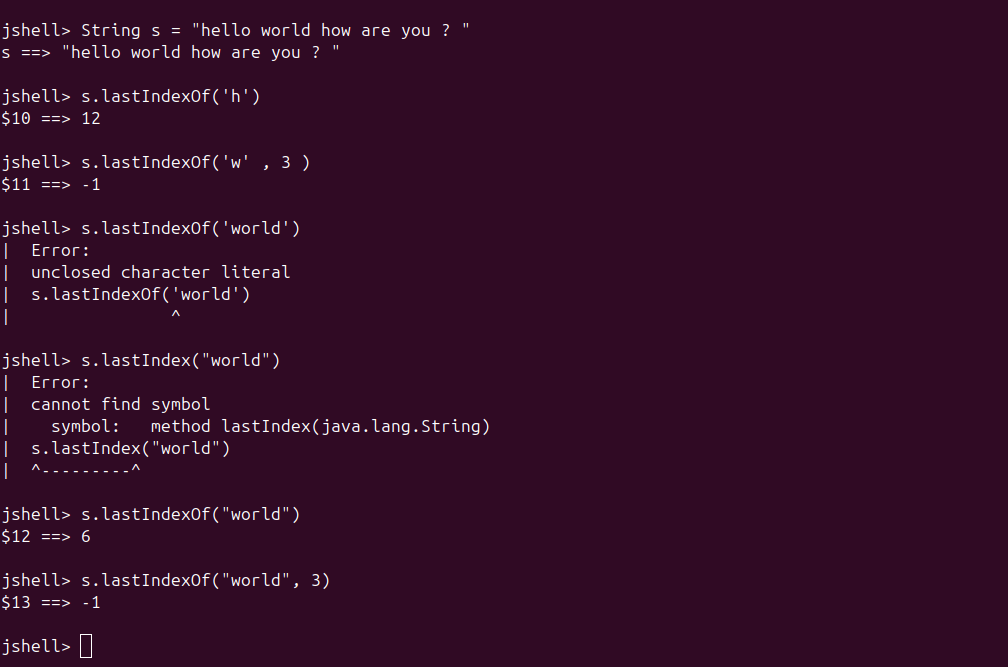 jshell> String s = "hello world how are you ? "
s ==> "hello world how are you ? "
jshell> s.lastIndexOf('h')
$10 ==> 12
jshell> s.lastIndexOf('w' , 3 )
$11 ==> -1
jshell> s.lastIndexOf('world')
|  Error:
|  unclosed character literal
|  s.lastIndexOf('world')
|                ^
jshell> s.lastIndex("world")
|  Error:
|  cannot find symbol
|    symbol:   method lastIndex(java.lang.String)
|  s.lastIndex("world")
|  ^---------^
jshell> s.lastIndexOf("world")
$12 ==> 6
jshell> s.lastIndexOf("world", 3)
$13 ==> -1
jshell>